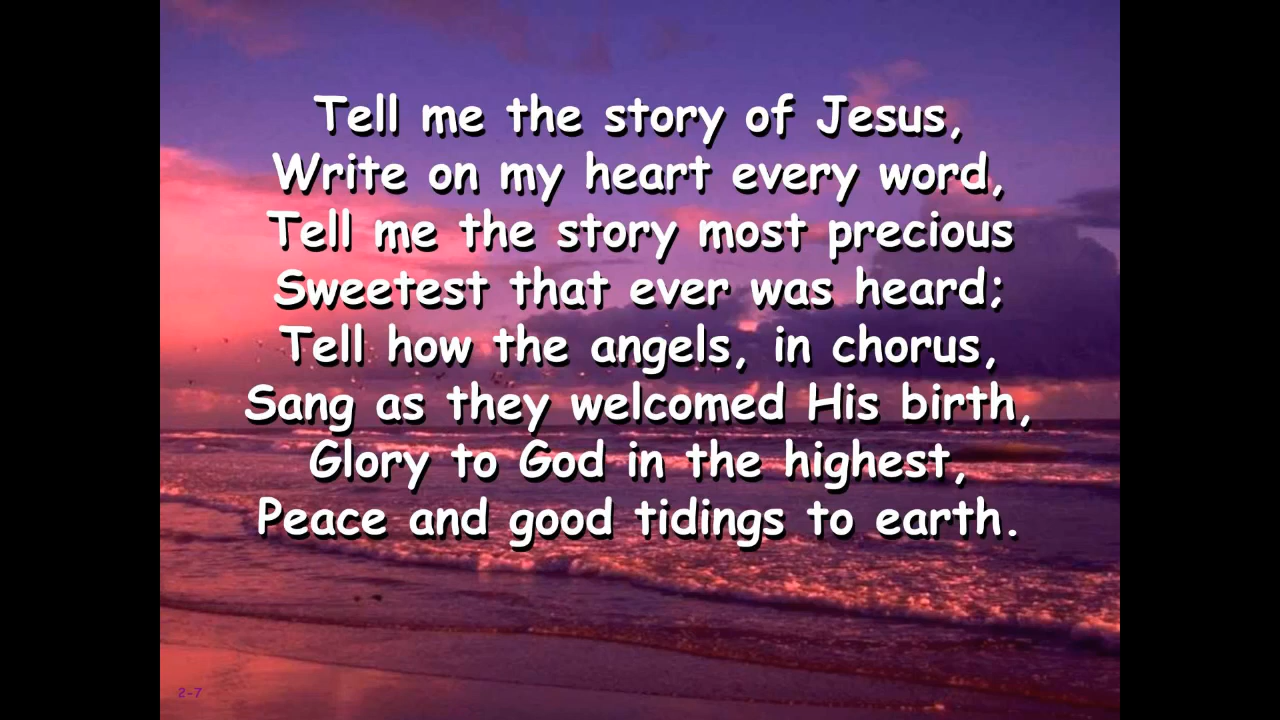 Tell me the story of Jesus,
Write on my heart every word,
Tell me the story most precious
Sweetest that ever was heard;
Tell how the angels, in chorus,
Sang as they welcomed His birth,
Glory to God in the highest,
Peace and good tidings to earth.
2-7